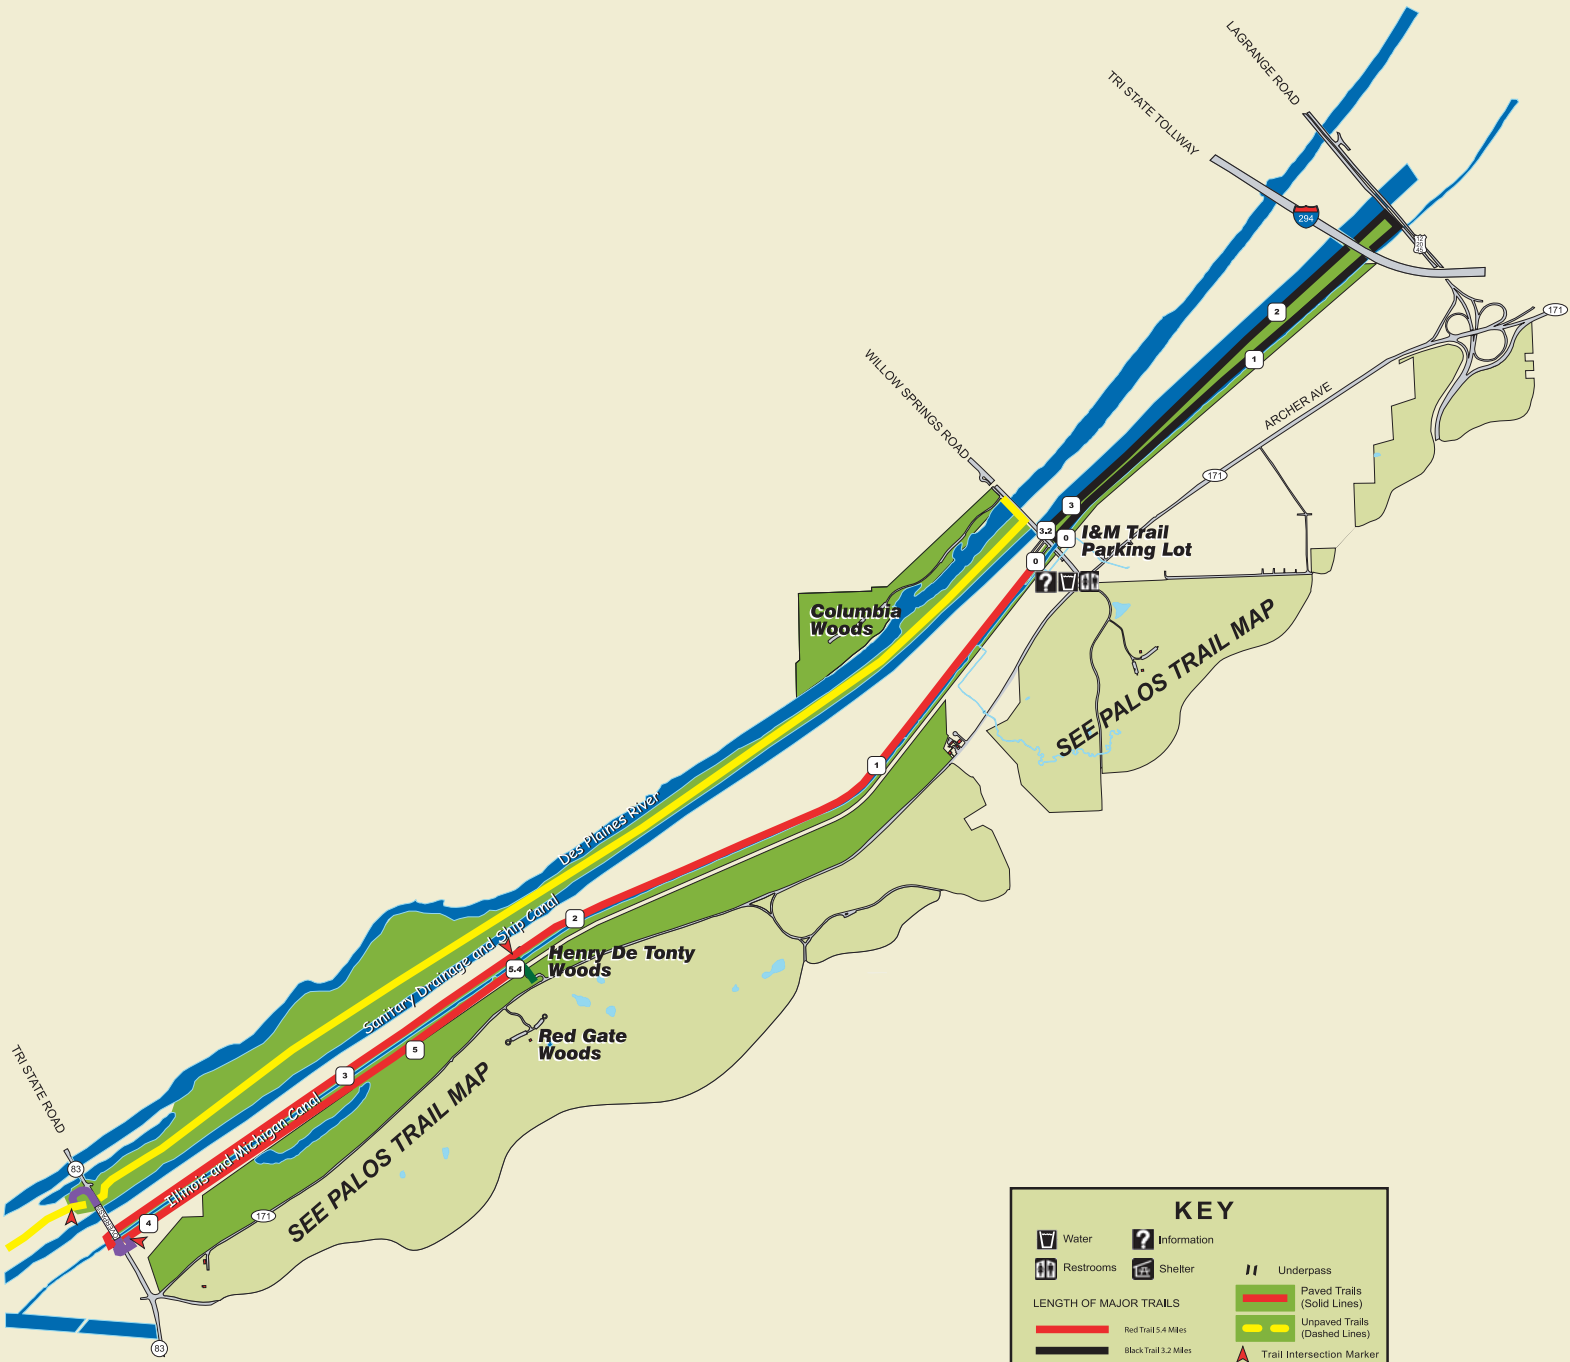 LAGRANGE ROAD
TRI STATE TOLLWAY
294
12
20
45
171
2
1
ARCHER AVE
WILLOW SPRINGS ROAD
171
3
3.2
0
I&M Trail
Parking Lot
0
?
Columbia
Woods
SEE PALOS TRAIL MAP
1
Des Plaines River
Sanitary Drainage and Ship Canal
2
Henry De Tonty
Woods
5.4
Red Gate
Woods
5
3
SEE PALOS TRAIL MAP
Illinois and Michigan Canal
TRI STATE ROAD
83
OVERPASS
4
171
83
KEY
Water
? Information
Restrooms
Shelter
Underpass
LENGTH OF MAJOR TRAILS
Paved Trails
(Solid Lines)
Red Trail 5.4 Miles
Unpaved Trails
(Dashed Lines)
Black Trail 3.2 Miles
Trail Intersection Marker